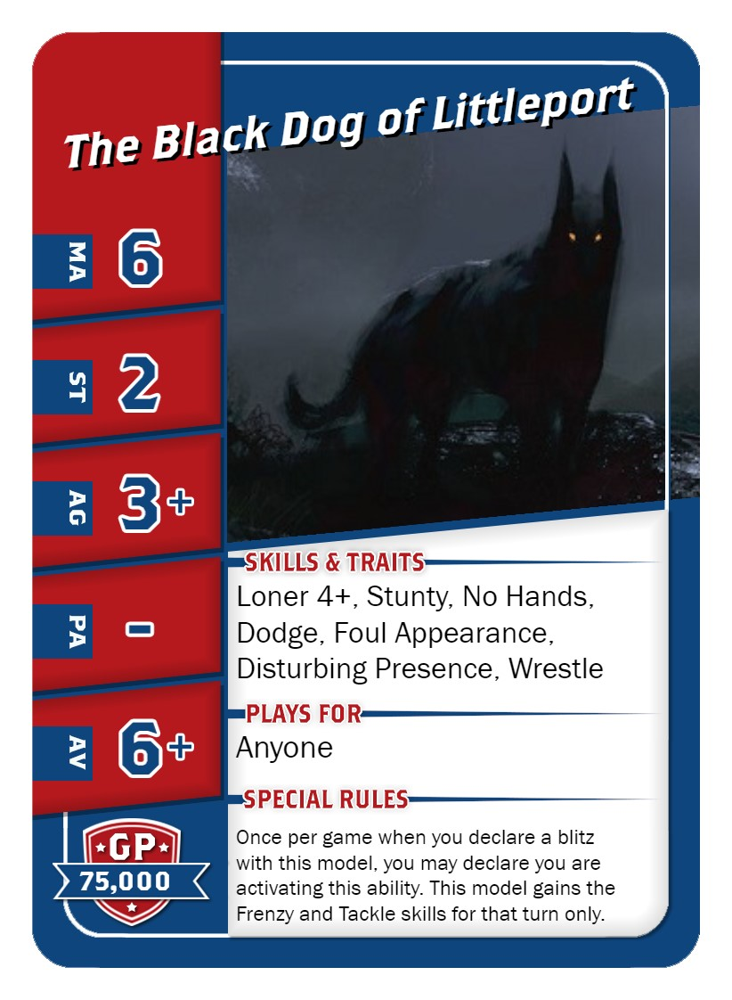 The Black Dog of Littleport
MA 6
ST 2
AG 3+
PA -
AV 6+
GP
75,000
SKILLS & TRAITS
Loner 4+, Stunty, No Hands,
Dodge, Foul Appearance,
Disturbing Presence, Wrestle
PLAYS FOR
Anyone
SPECIAL RULES
Once per game when you declare a blitz
with this model, you may declare you are
activating this ability. This model gains the
Frenzy and Tackle skills for that turn only.